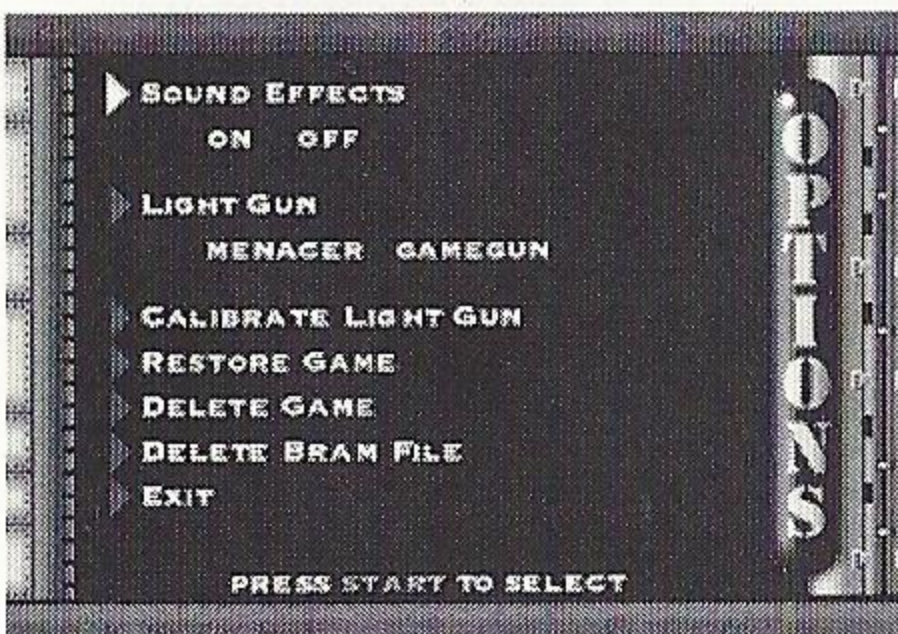 SOUND EFFECTS
ON OFF
LIGHT GUN
MENACER GAMEGUN
CALIBRATE LIGHT GUN
RESTORE GAME
DELETE GAME
DELETE BRAM FILE
EXIT
PRESS START TO SELECT
OPTIONS